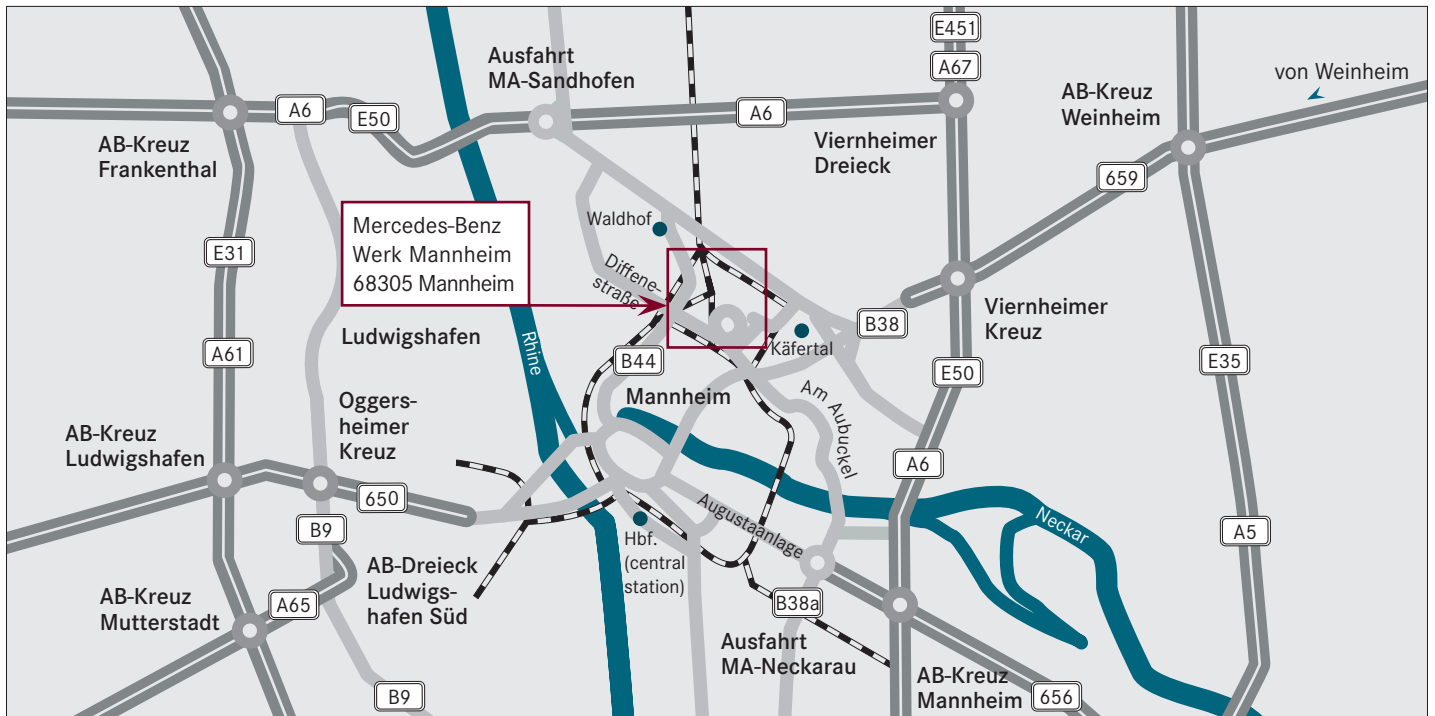 E451
A67
Ausfahrt
MA-Sandhofen
von Weinheim
AB-Kreuz
Weinheim
A6
E50
A6
AB-Kreuz
Frankenthal
Viernheimer
Dreieck
659
Mercedes-Benz
Werk Mannheim
68305 Mannheim
Waldhof
E31
Diffene-
straße
Viernheimer
Kreuz
B38
Ludwigshafen
Rhine
Käfertal
A61
B44
E35
E50
Mannheim
Am Aubuckel
Oggers-
heimer
Kreuz
AB-Kreuz
Ludwigshafen
A6
650
Augustaanlage
Neckar
B9
Hbf.
(central
station)
A5
AB-Dreieck
Ludwigs-
hafen Süd
AB-Kreuz
Mutterstadt
A65
B38a
Ausfahrt
MA-Neckarau
AB-Kreuz
Mannheim
B9
656